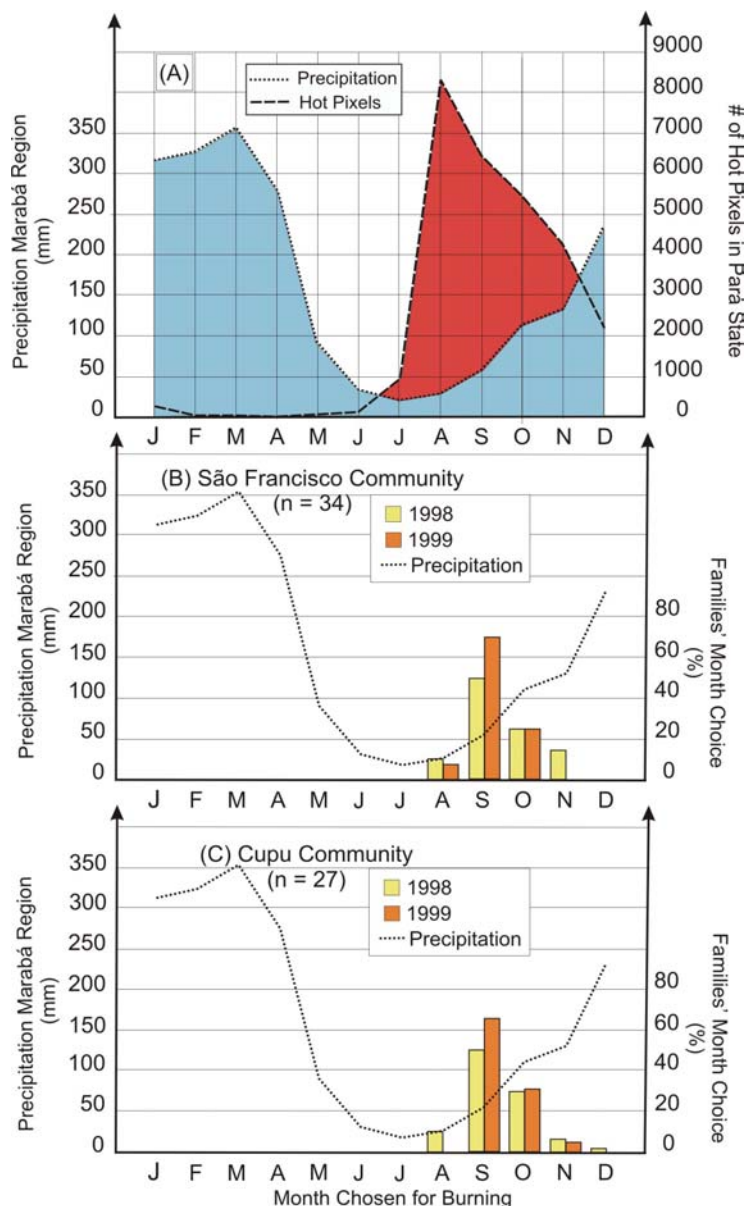 (A)
Precipitation
Hot Pixels
Precipitation Marabá Region
(mm)
350
300
250
200
150
100
50
0
9000
8000
7000
6000
5000
4000
3000
2000
1000
0
# of Hot Pixels in Pará State
J F M A M J J A S O N D
(B) São Francisco Community
(n = 34)
1998
1999
Precipitation
Precipitation Marabá Region
(mm)
350
300
250
200
150
100
50
0
80
60
40
20
0
Families' Month Choice
(%)
J F M A M J J A S O N D
(C) Cupu Community
(n = 27)
1998
1999
Precipitation
Precipitation Marabá Region
(mm)
350
300
250
200
150
100
50
0
80
60
40
20
0
Families' Month Choice
(%)
J F M A M J J A S O N D
Month Chosen for Burning